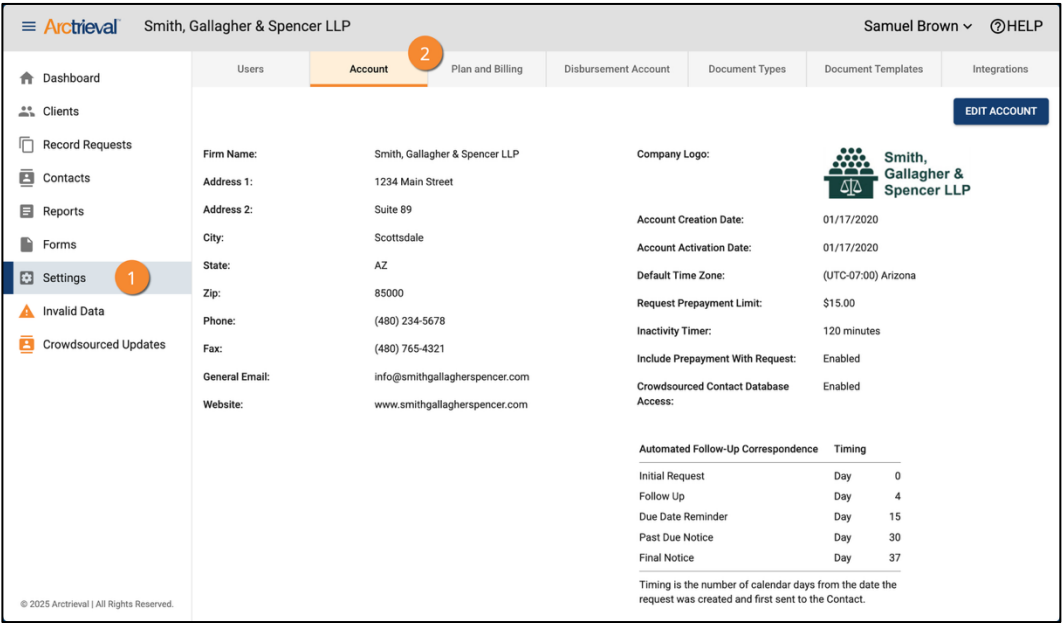 Arctrieval Smith, Gallagher & Spencer LLP Samuel Brown HELP
Dashboard
Clients
Record Requests
Contacts
Reports
Forms
Settings 1
Invalid Data
Crowdsourced Updates
© 2025 Arctrieval | All Rights Reserved.
Users Account 2 Plan and Billing Disbursement Account Document Types Document Templates Integrations
EDIT ACCOUNT
Firm Name: Smith, Gallagher & Spencer LLP
Address 1: 1234 Main Street
Address 2: Suite 89
City: Scottsdale
State: AZ
Zip: 85000
Phone: (480) 234-5678
Fax: (480) 765-4321
General Email: info@smithgallagherspencer.com
Website: www.smithgallagherspencer.com
Company Logo:
Smith,
Gallagher &
Spencer LLP
Account Creation Date: 01/17/2020
Account Activation Date: 01/17/2020
Default Time Zone: (UTC-07:00) Arizona
Request Prepayment Limit: $15.00
Inactivity Timer: 120 minutes
Include Prepayment With Request: Enabled
Crowdsourced Contact Database Enabled
Access:
Automated Follow-Up Correspondence Timing
Initial Request Day 0
Follow Up Day 4
Due Date Reminder Day 15
Past Due Notice Day 30
Final Notice Day 37
Timing is the number of calendar days from the date the
request was created and first sent to the Contact.